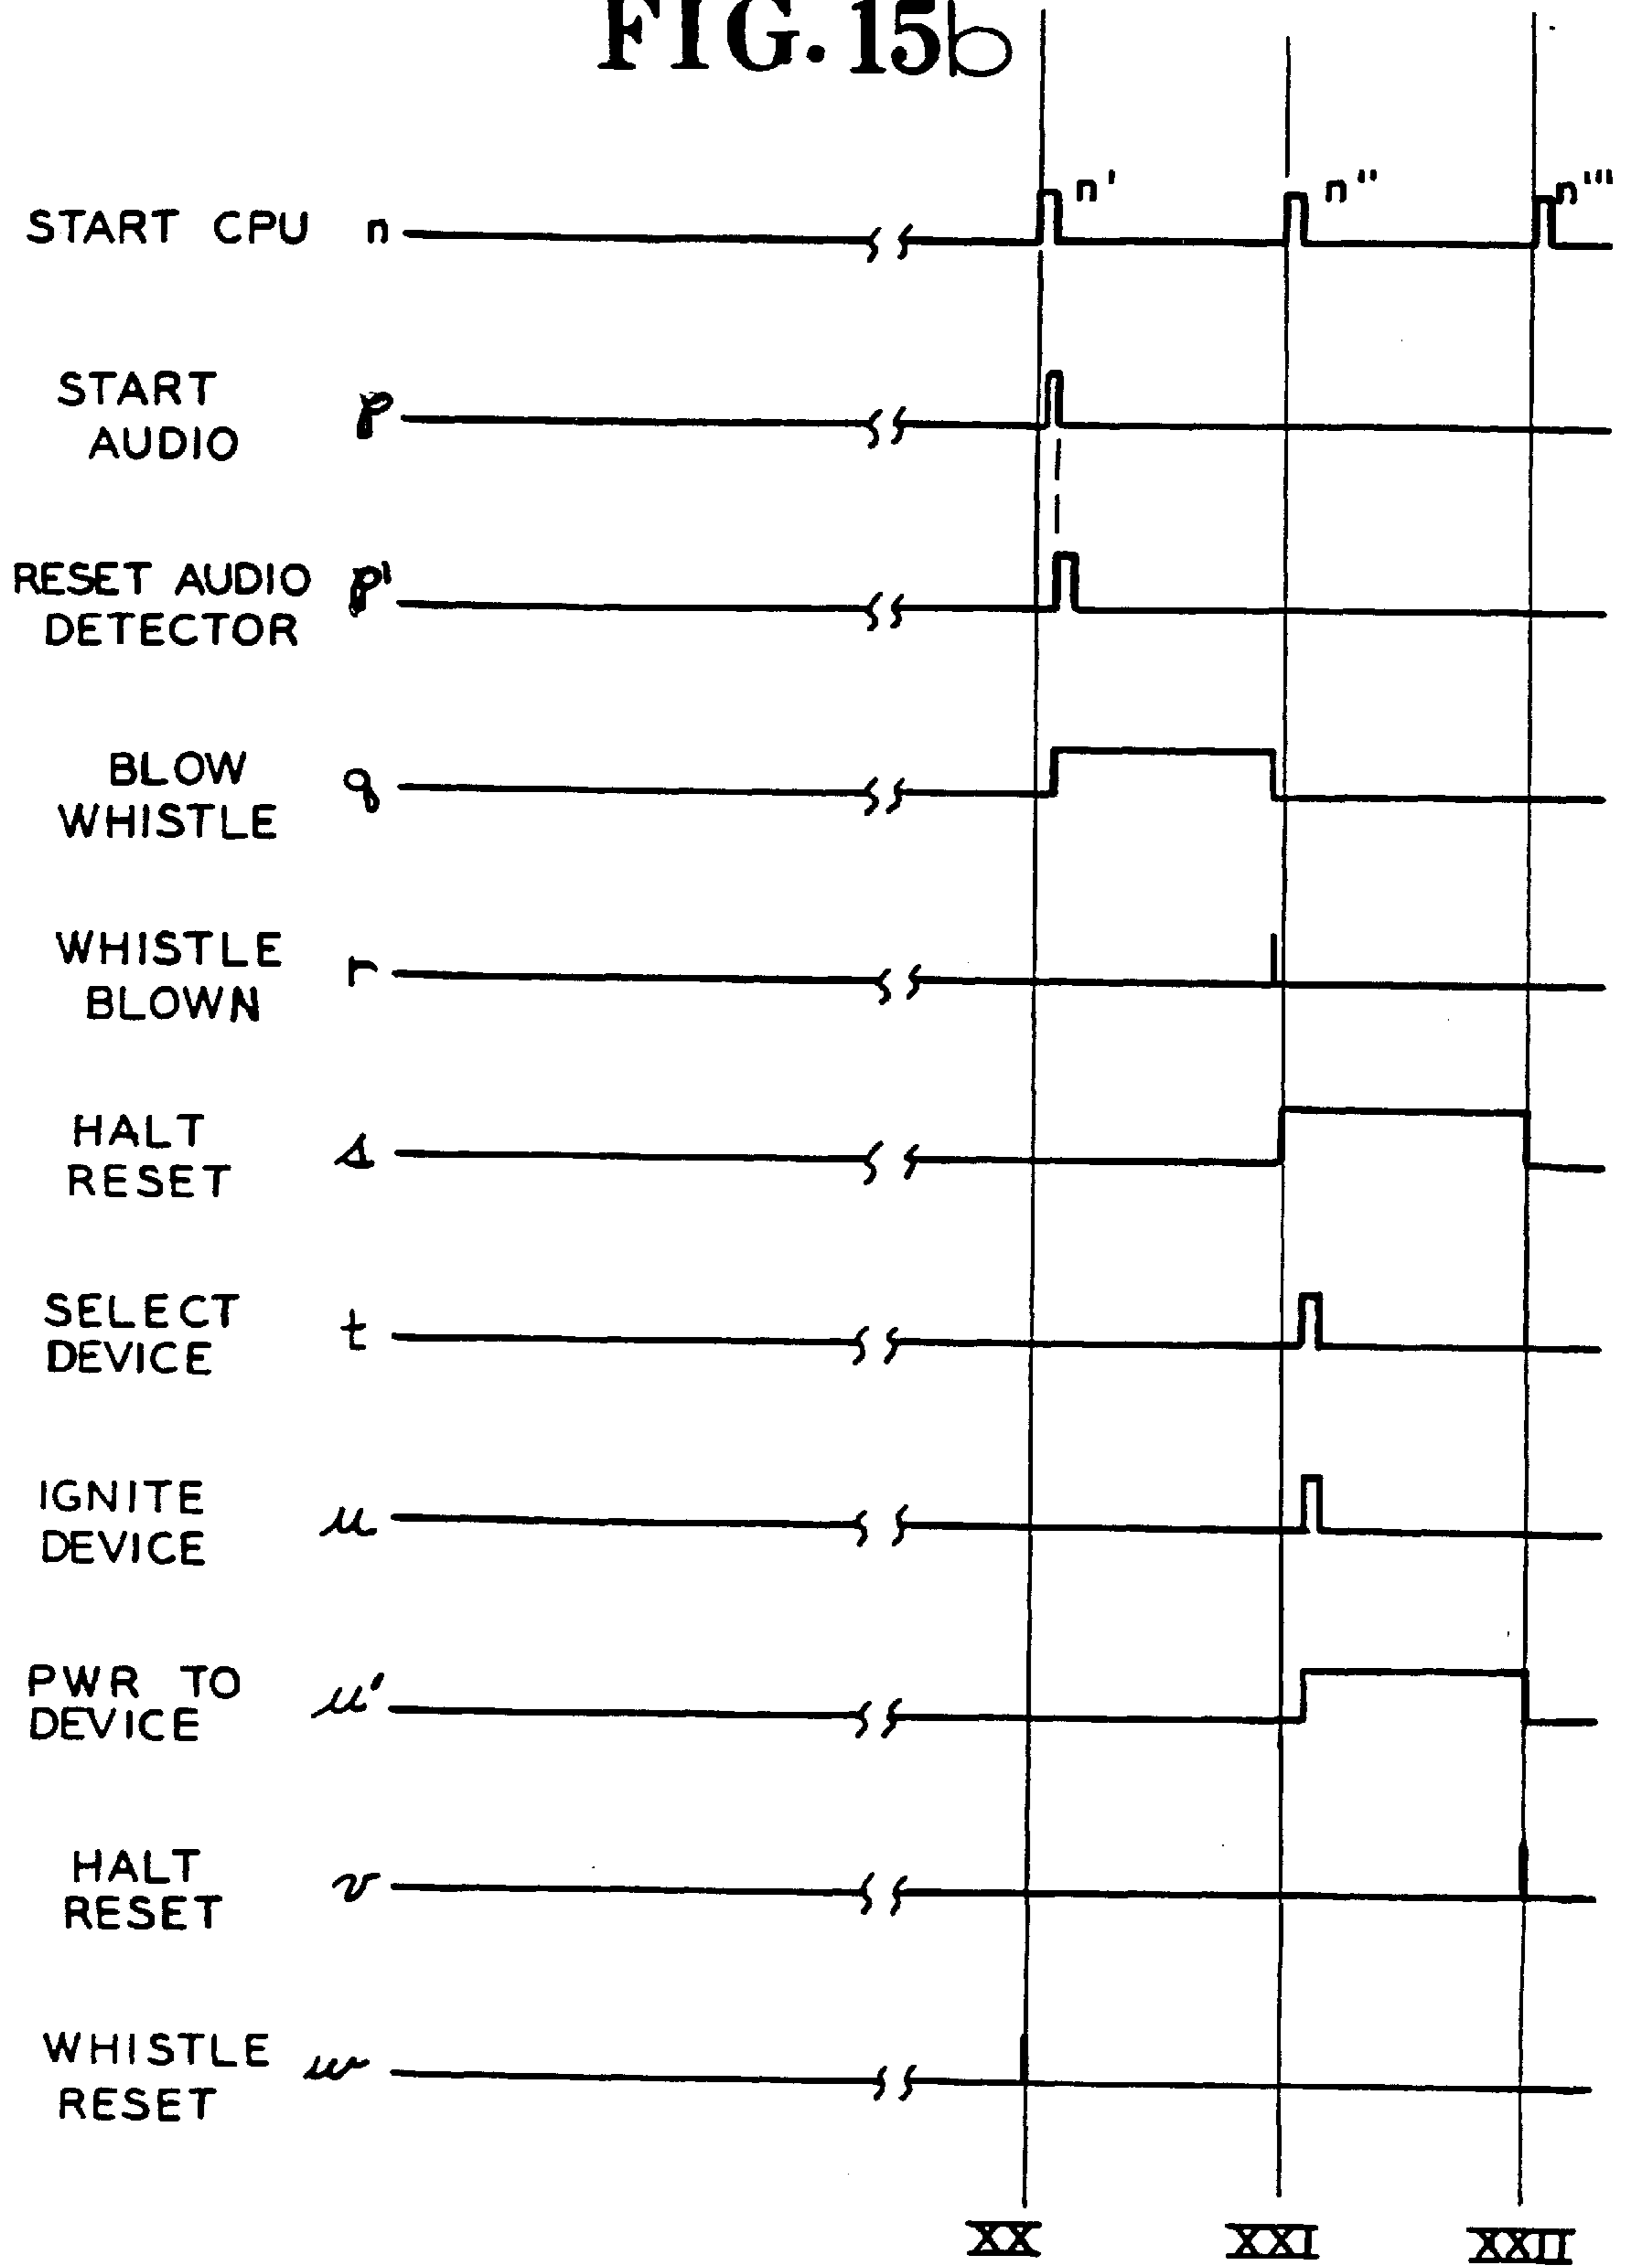 FIG. 15b
n' n" n'"
START CPU n
START
AUDIO p
RESET AUDIO p'
DETECTOR
BLOW
WHISTLE q
WHISTLE
BLOWN r
HALT
RESET s
SELECT
DEVICE t
IGNITE
DEVICE u
PWR TO
DEVICE u'
HALT
RESET v
WHISTLE w
RESET
XX XXI XXII